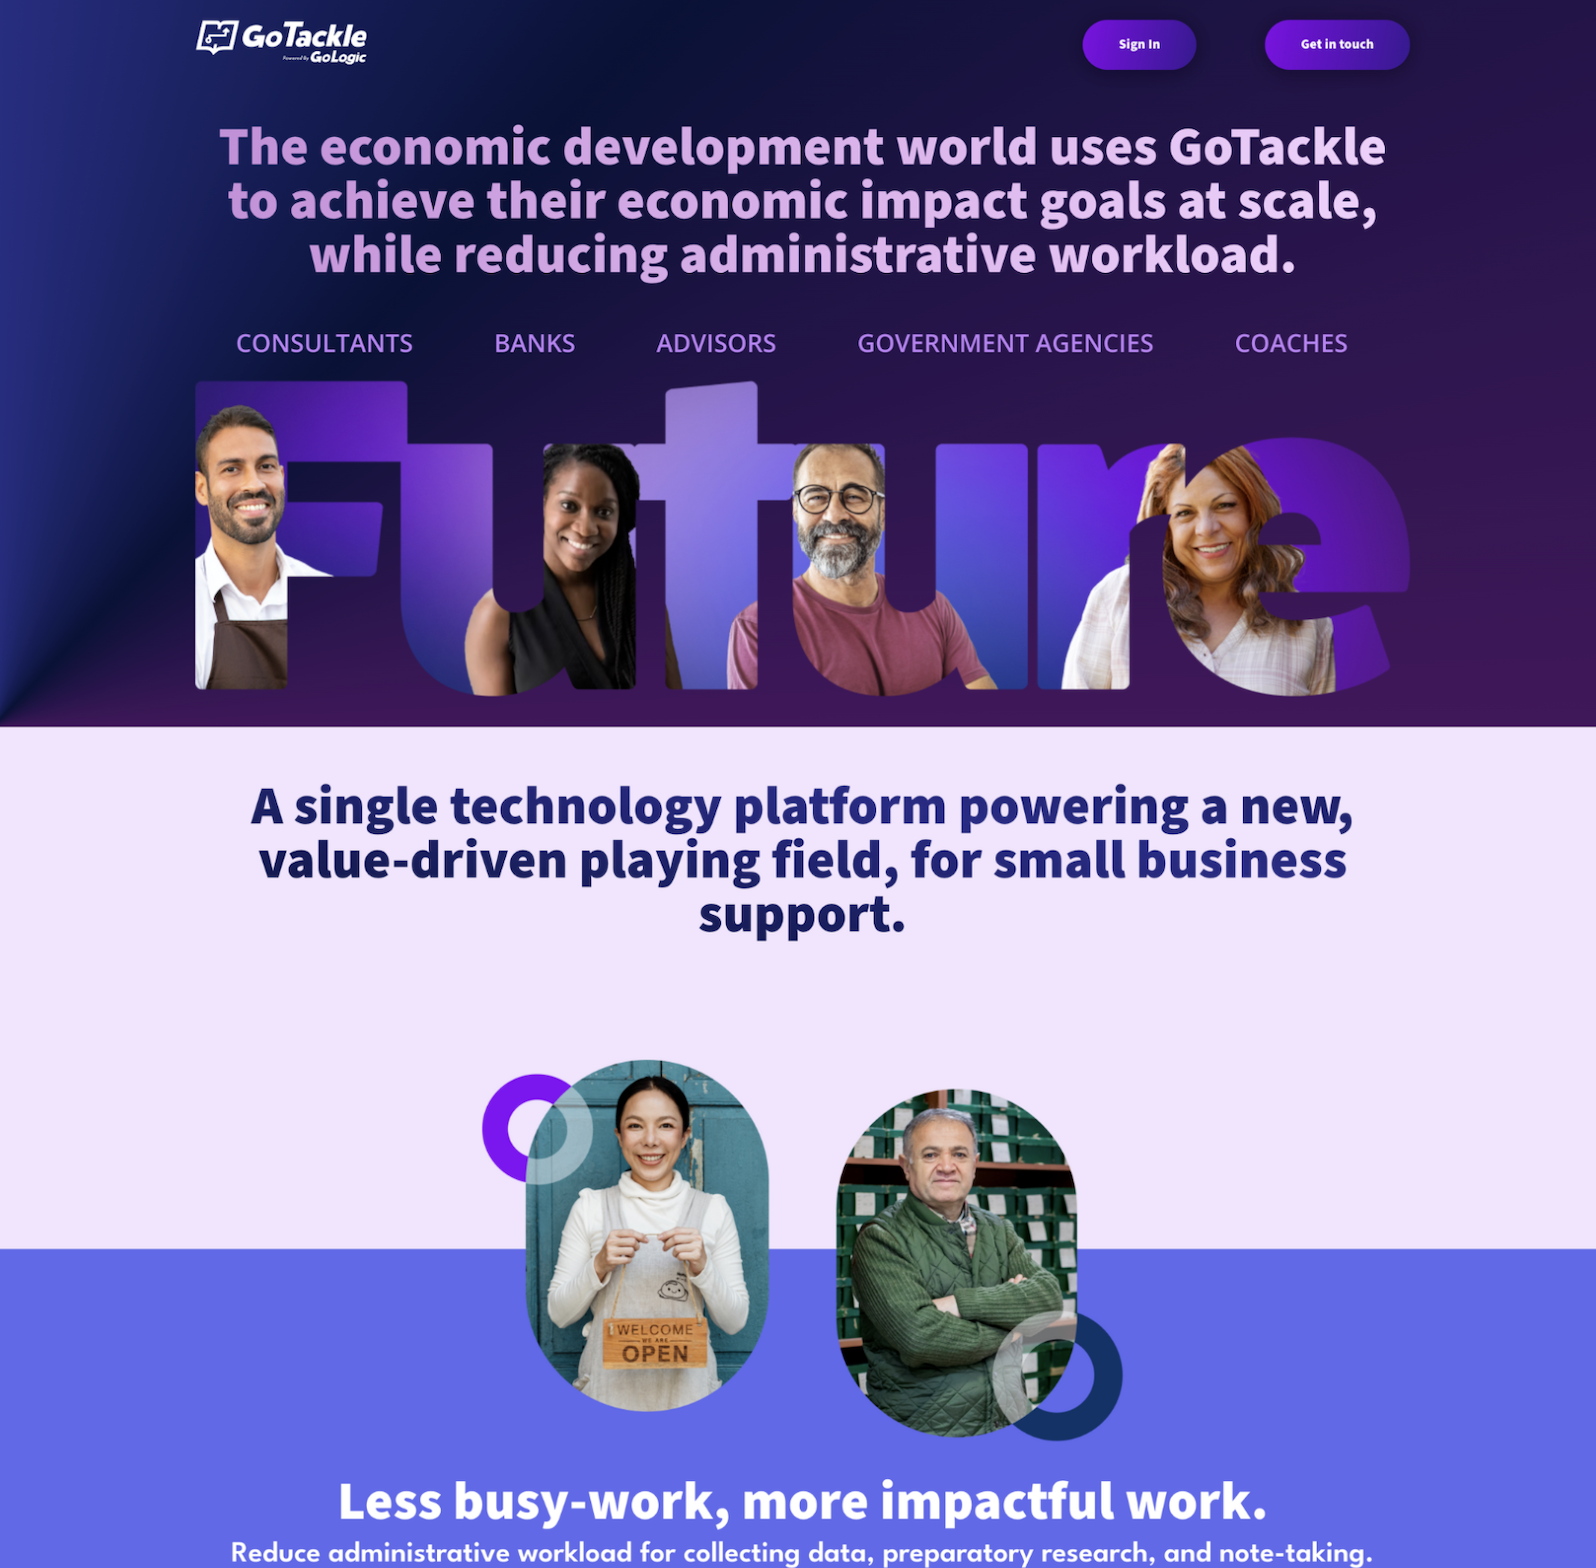 GoTackle
Powered By GoLogic
Sign In
Get in touch
The economic development world uses GoTackle
to achieve their economic impact goals at scale,
while reducing administrative workload.
CONSULTANTS BANKS ADVISORS GOVERNMENT AGENCIES COACHES
Future
A single technology platform powering a new,
value-driven playing field, for small business
support.
WELCOME
WE ARE
OPEN
Less busy-work, more impactful work.
Reduce administrative workload for collecting data, preparatory research, and note-taking.